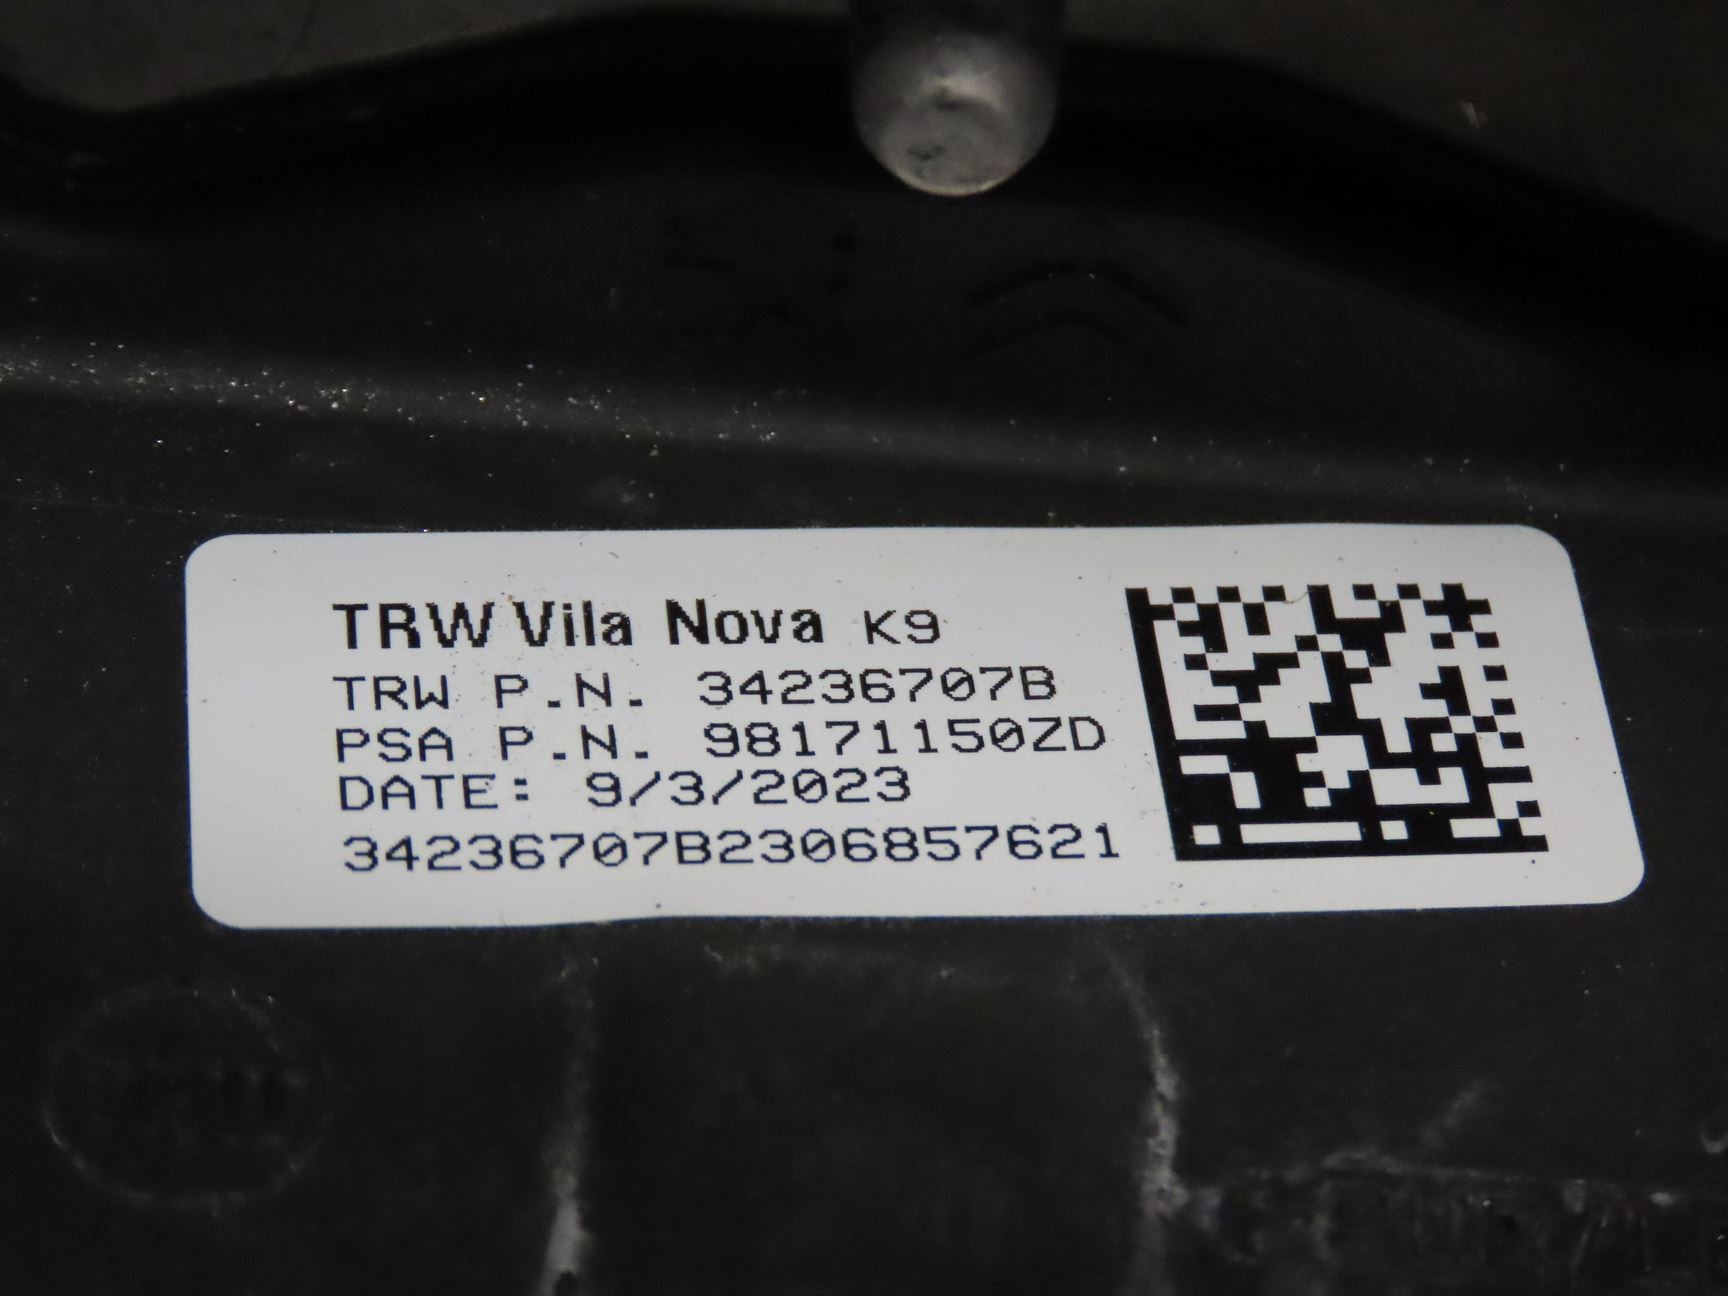 TRW Vila Nova K9
TRW P.N. 34236707B
PSA P.N. 98171150ZD
DATE: 9/3/2023
34236707B2306857621